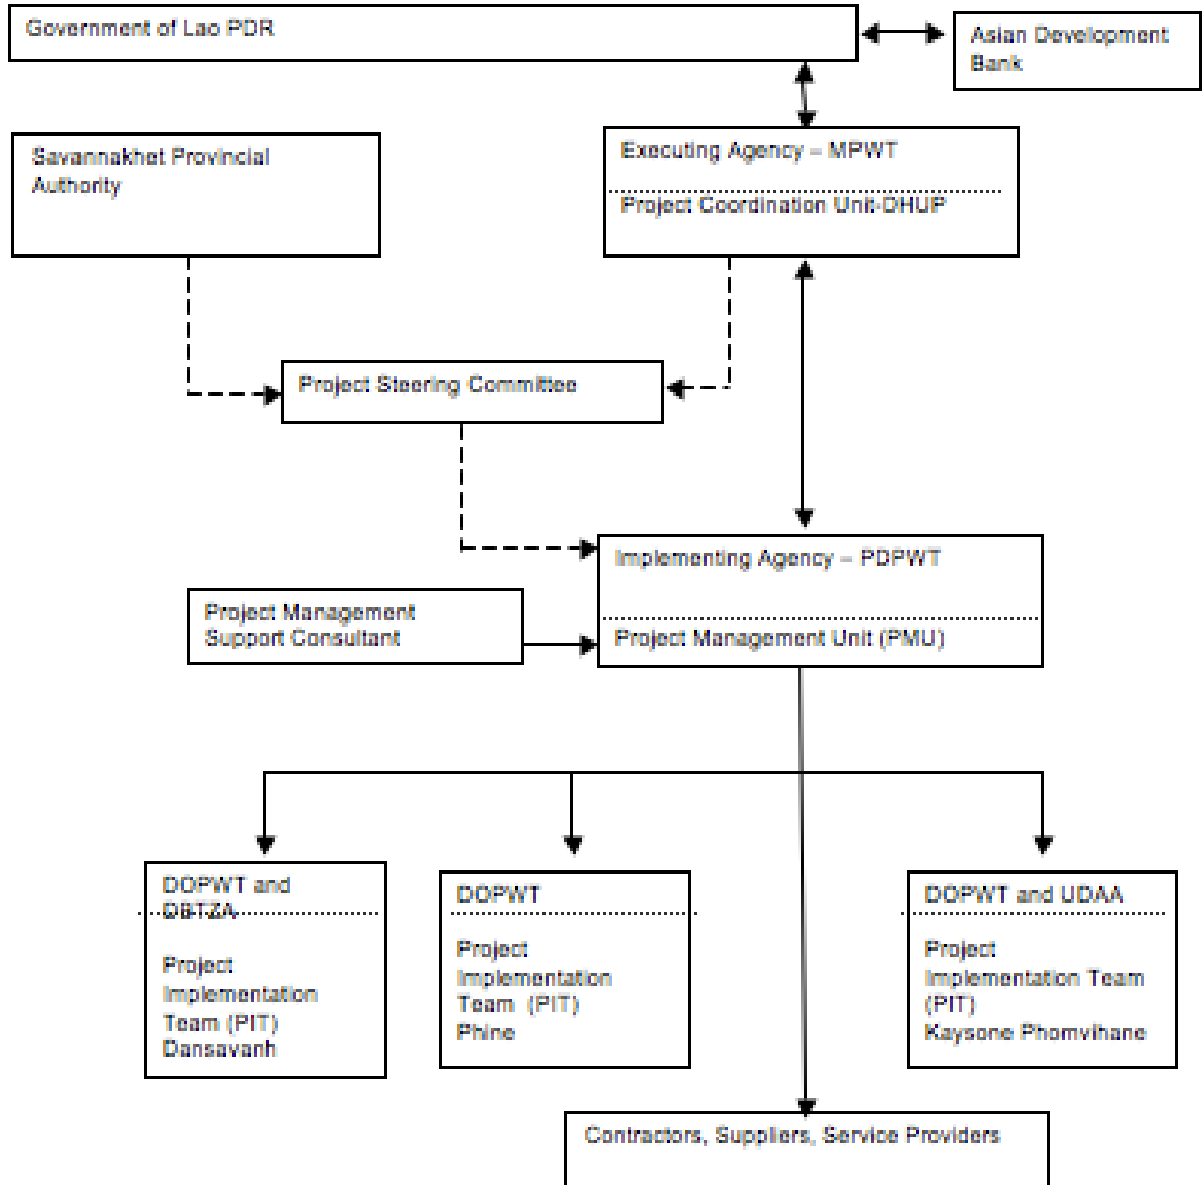 Government of Lao PDR
Asian Development
Bank
Savannakhet Provincial
Authority
Executing Agency – MPWT
Project Coordination Unit-DHUP
Project Steering Committee
Implementing Agency – PDPWT
Project Management
Support Consultant
Project Management Unit (PMU)
DOPWT and
DBTZA
Project
Implementation
Team (PIT)
Dansavanh
DOPWT
Project
Implementation
Team (PIT)
Phine
DOPWT and UDAA
Project
Implementation Team
(PIT)
Kaysone Phomvihane
Contractors, Suppliers, Service Providers